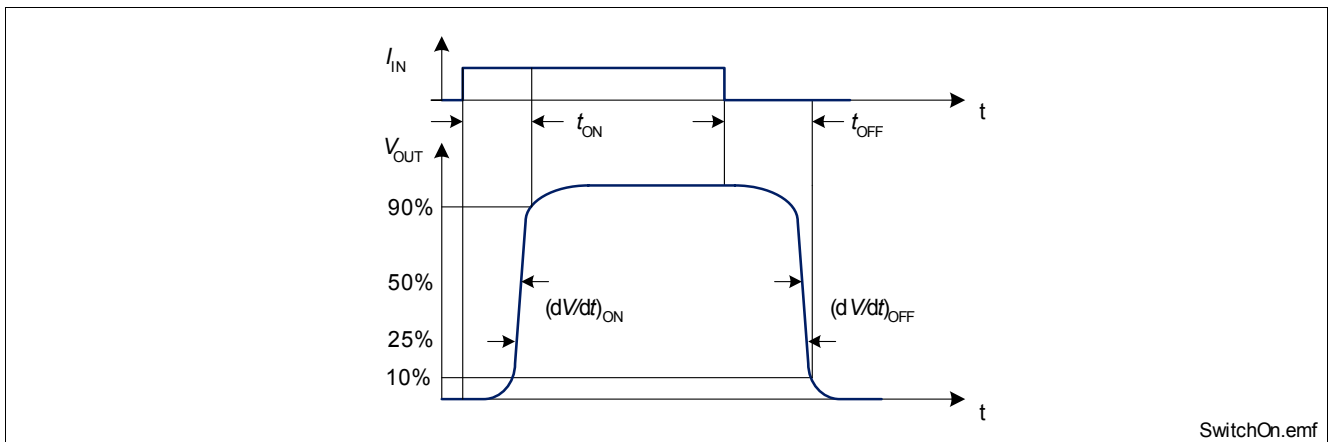 I_IN
t
t_ON
t_OFF
V_OUT
90%
50%
(dV/dt)_ON
(dV/dt)_OFF
25%
10%
t
SwitchOn.emf